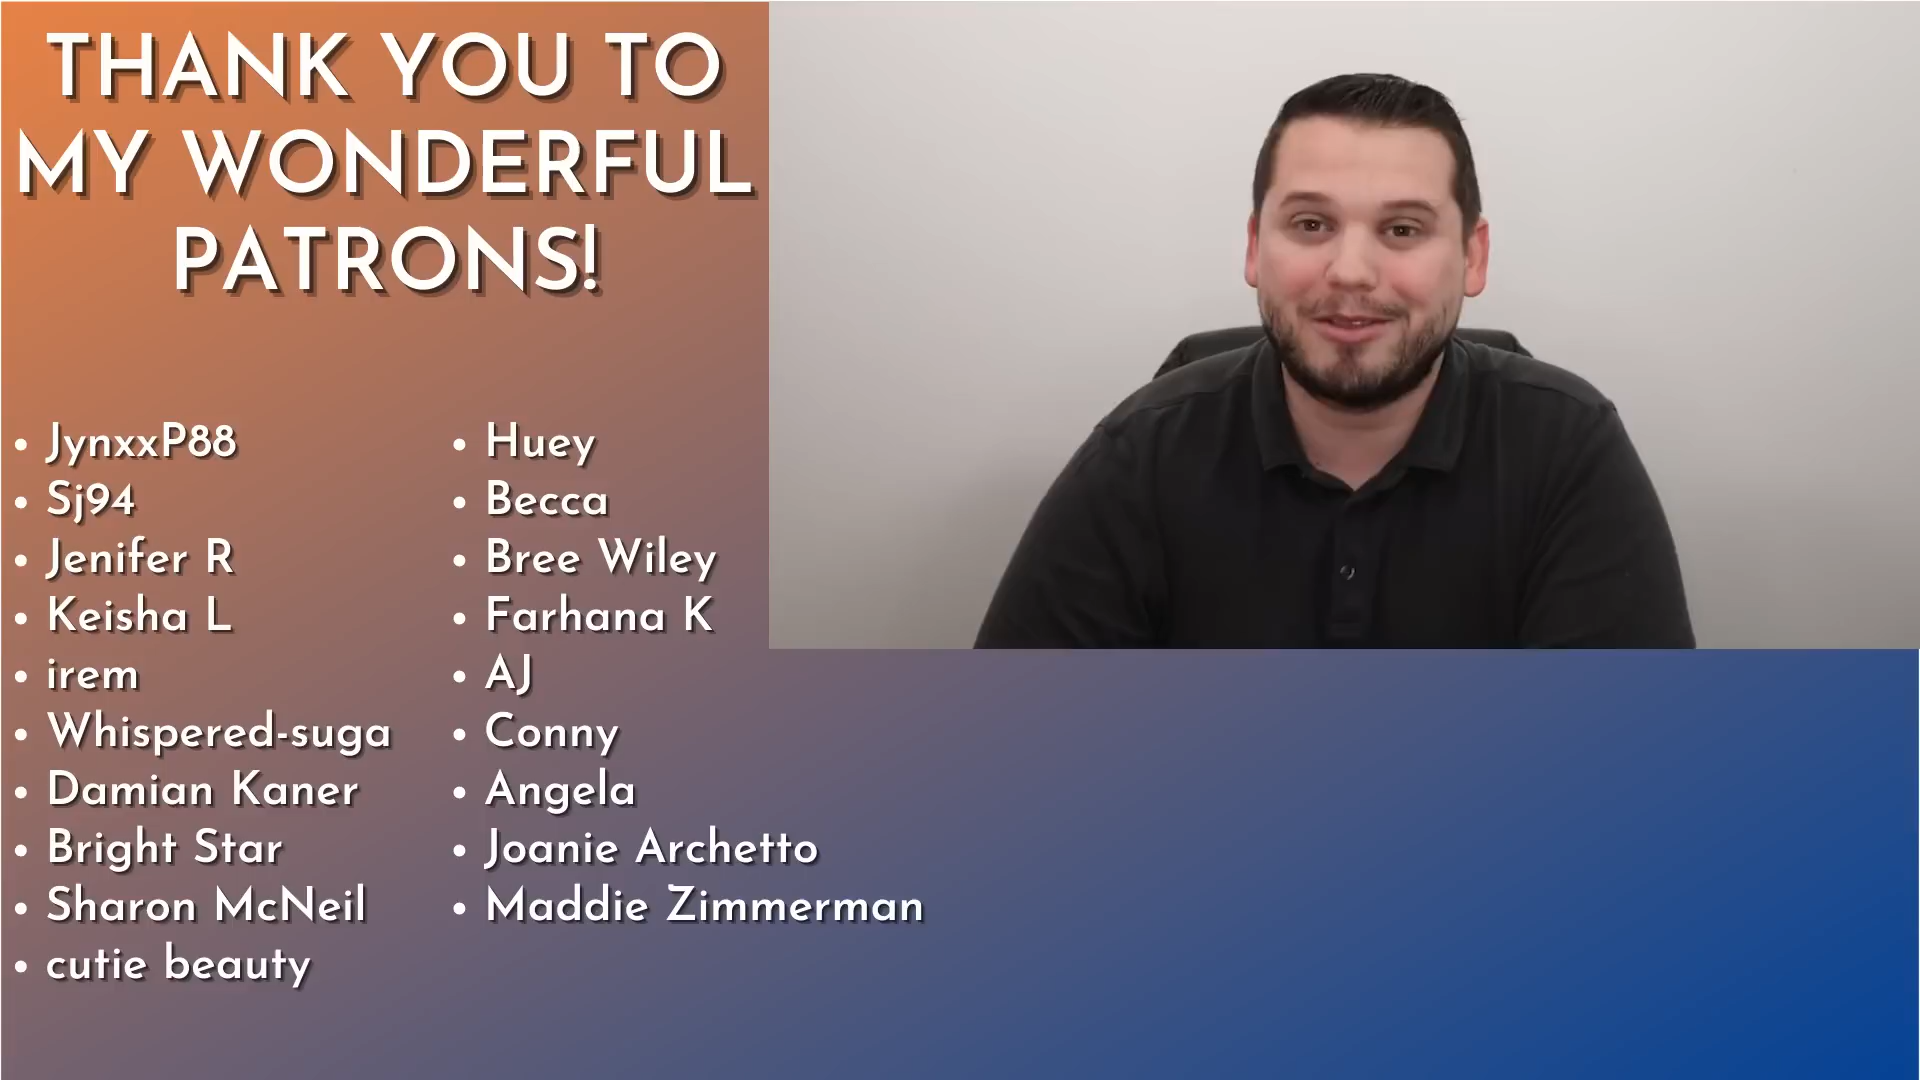 THANK YOU TO
MY WONDERFUL
PATRONS!
• JynxxP88
• Sj94
• Jenifer R
• Keisha L
• irem
• Whispered-suga
• Damian Kaner
• Bright Star
• Sharon McNeil
• cutie beauty
• Huey
• Becca
• Bree Wiley
• Farhana K
• AJ
• Conny
• Angela
• Joanie Archetto
• Maddie Zimmerman